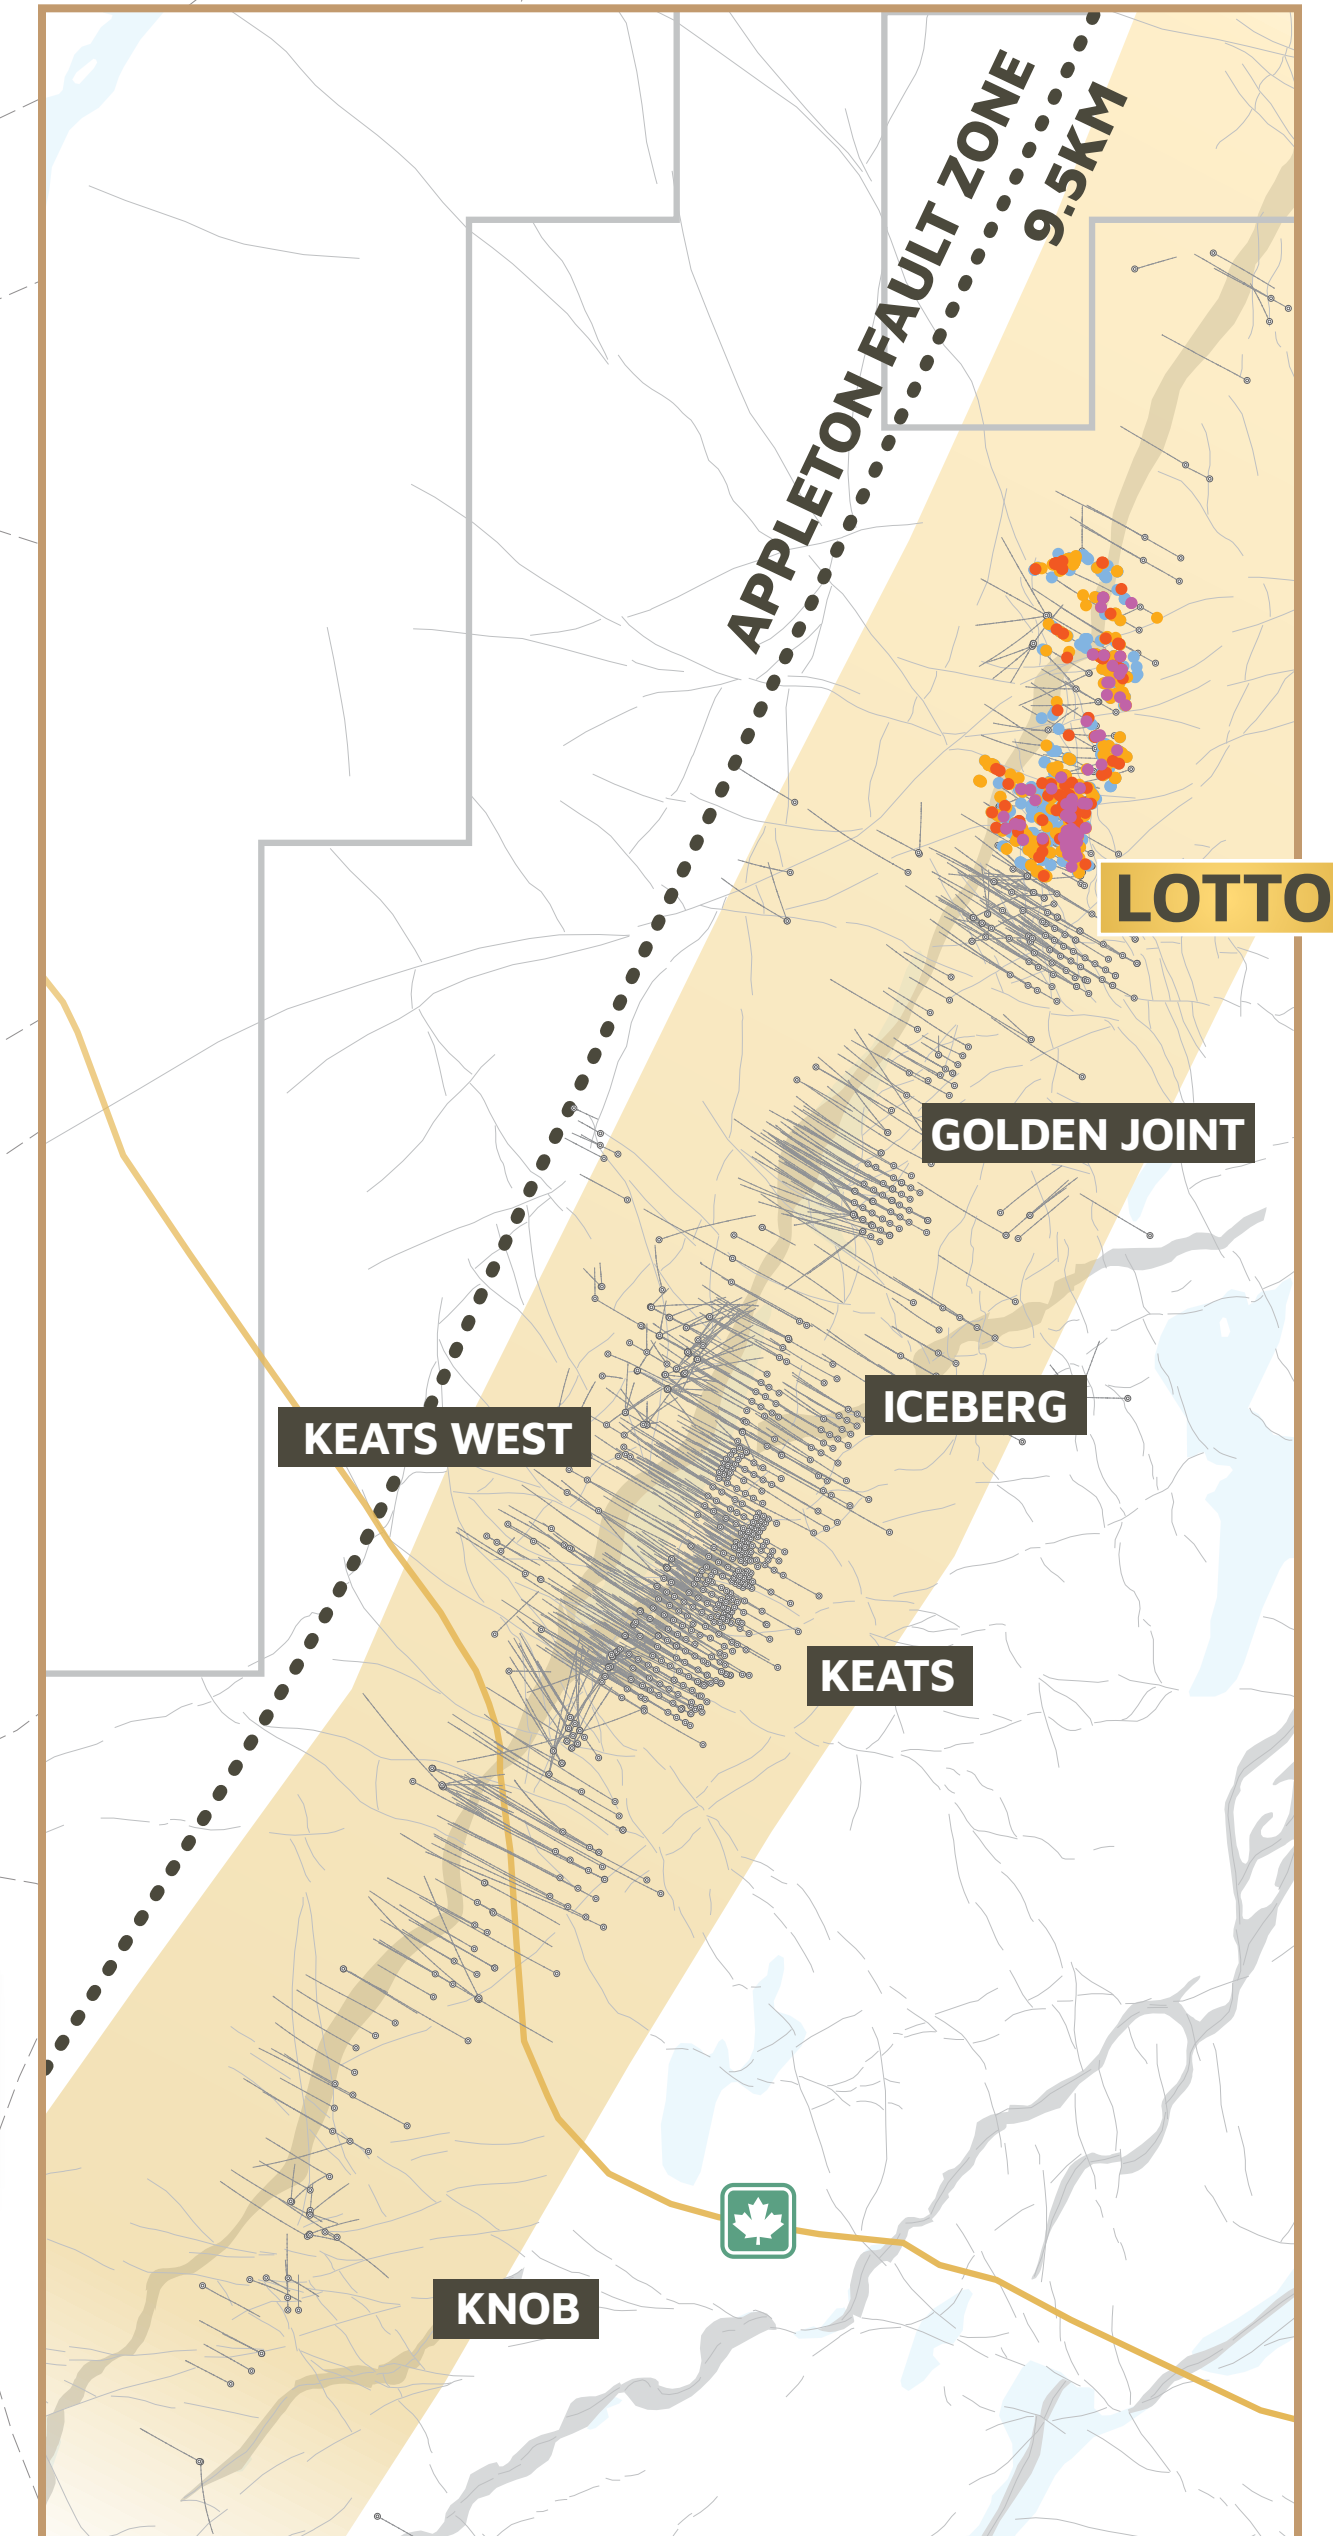 APPLETON FAULT ZONE
9.5KM
LOTTO
GOLDEN JOINT
ICEBERG
KEATS WEST
KEATS
KNOB